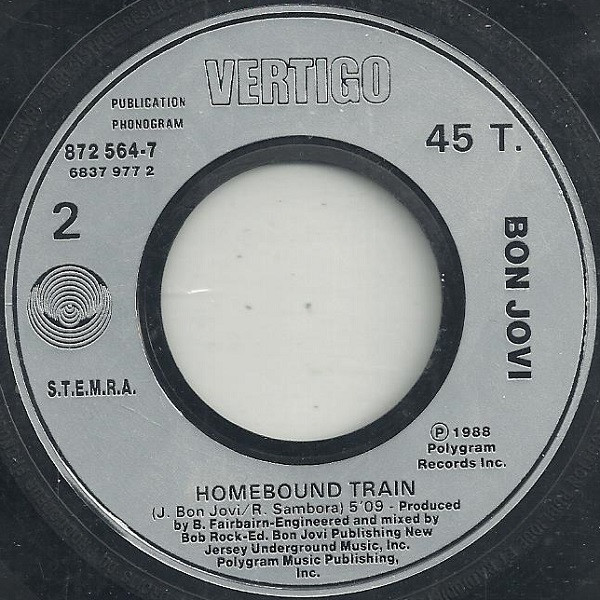 VERTIGO
PUBLICATION
PHONOGRAM
872 564-7
6837 977 2
45 T.
2
BON JOVI
S.T.E.M.R.A.
Ⓟ 1988
Polygram
Records Inc.
HOMEBOUND TRAIN
(J. Bon Jovi/R. Sambora) 5'09 - Produced
by B. Fairbairn-Engineered and mixed by
Bob Rock-Ed. Bon Jovi Publishing New
Jersey Underground Music, Inc.
Polygram Music Publishing,
Inc.